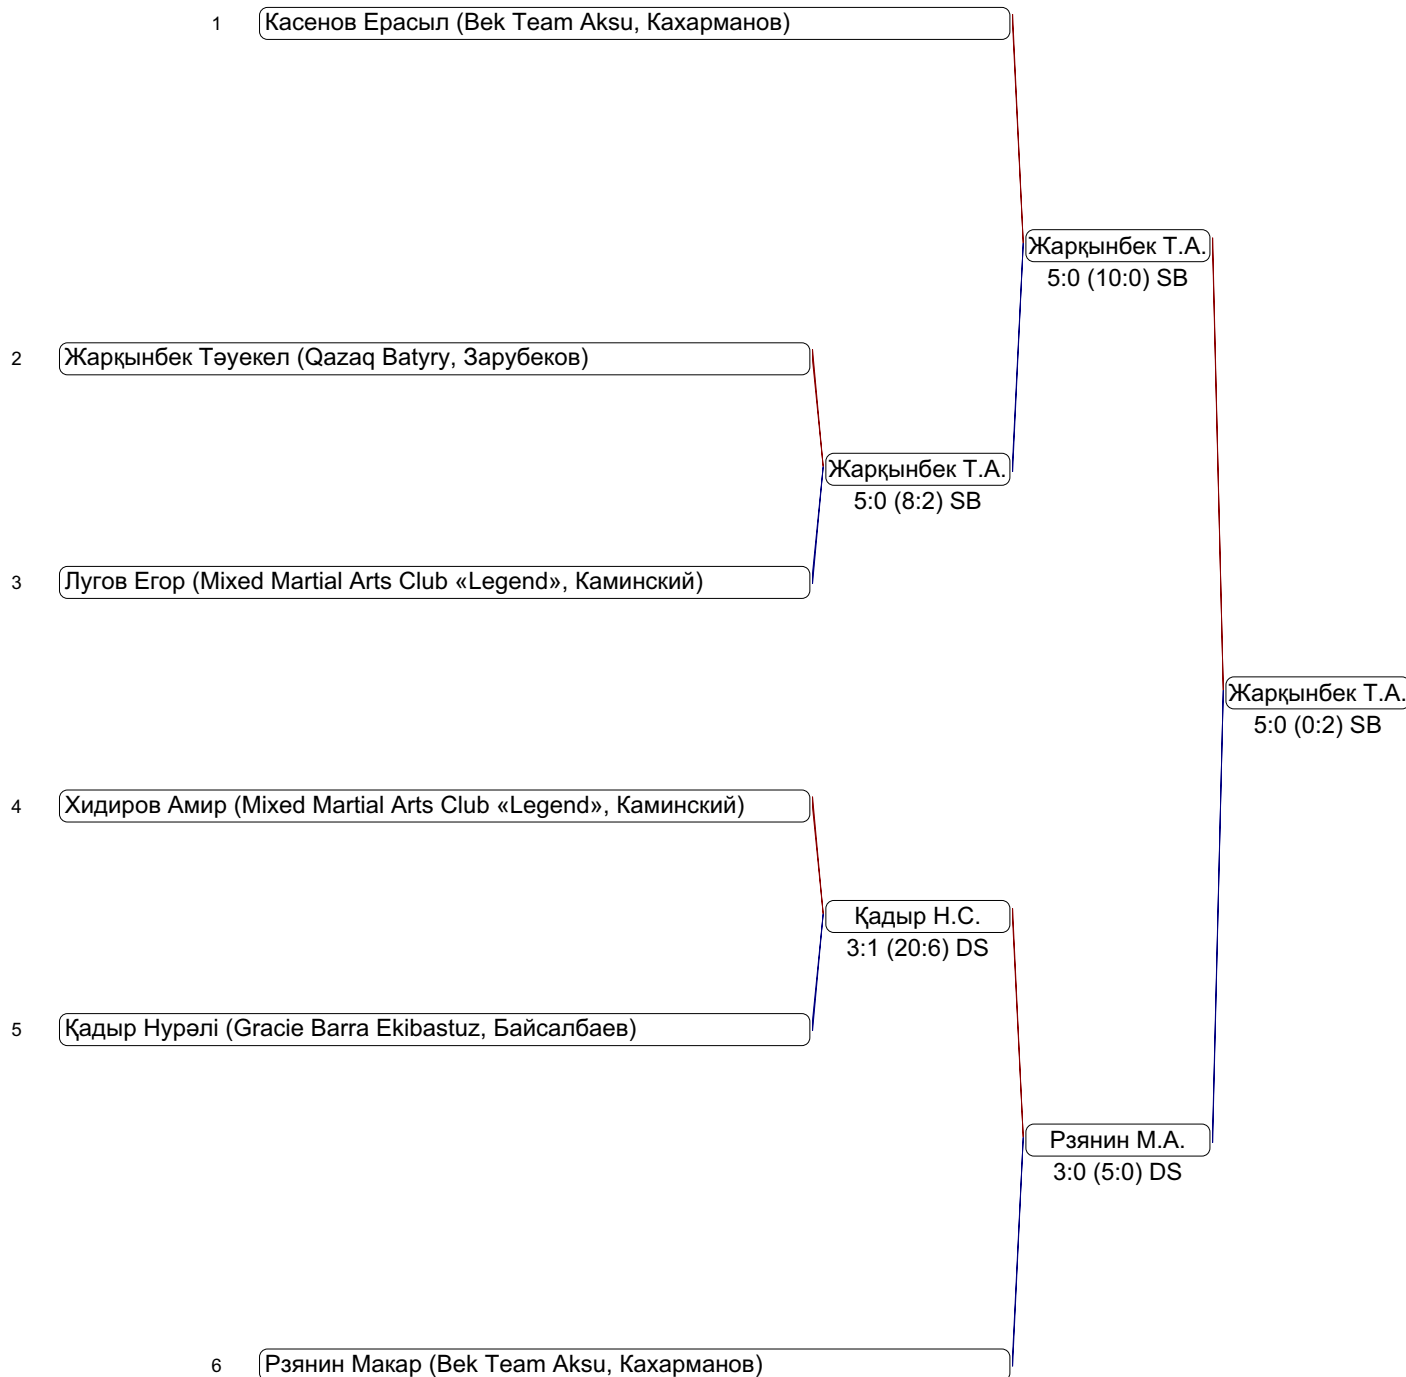 1 Касенов Ерасыл (Bek Team Aksu, Кахарманов)
Жарқынбек Т.А.
5:0 (10:0) SB
2 Жарқынбек Тәуекел (Qazaq Batyry, Зарубеков)
Жарқынбек Т.А.
5:0 (8:2) SB
3 Лугов Егор (Mixed Martial Arts Club «Legend», Каминский)
Жарқынбек Т.А.
5:0 (0:2) SB
4 Хидиров Амир (Mixed Martial Arts Club «Legend», Каминский)
Қадыр Н.С.
3:1 (20:6) DS
5 Қадыр Нурәлі (Gracie Barra Ekibastuz, Байсалбаев)
Рзянин М.А.
3:0 (5:0) DS
6 Рзянин Макар (Bek Team Aksu, Кахарманов)